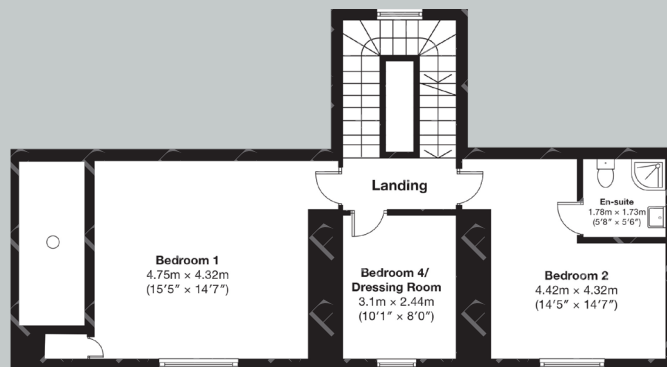 Landing
En-suite
1.78m × 1.73m
(5'8" × 5'6")
Bedroom 1
4.75m × 4.32m
(15'5" × 14'7")
Bedroom 4/
Dressing Room
3.1m × 2.44m
(10'1" × 8'0")
Bedroom 2
4.42m × 4.32m
(14'5" × 14'7")